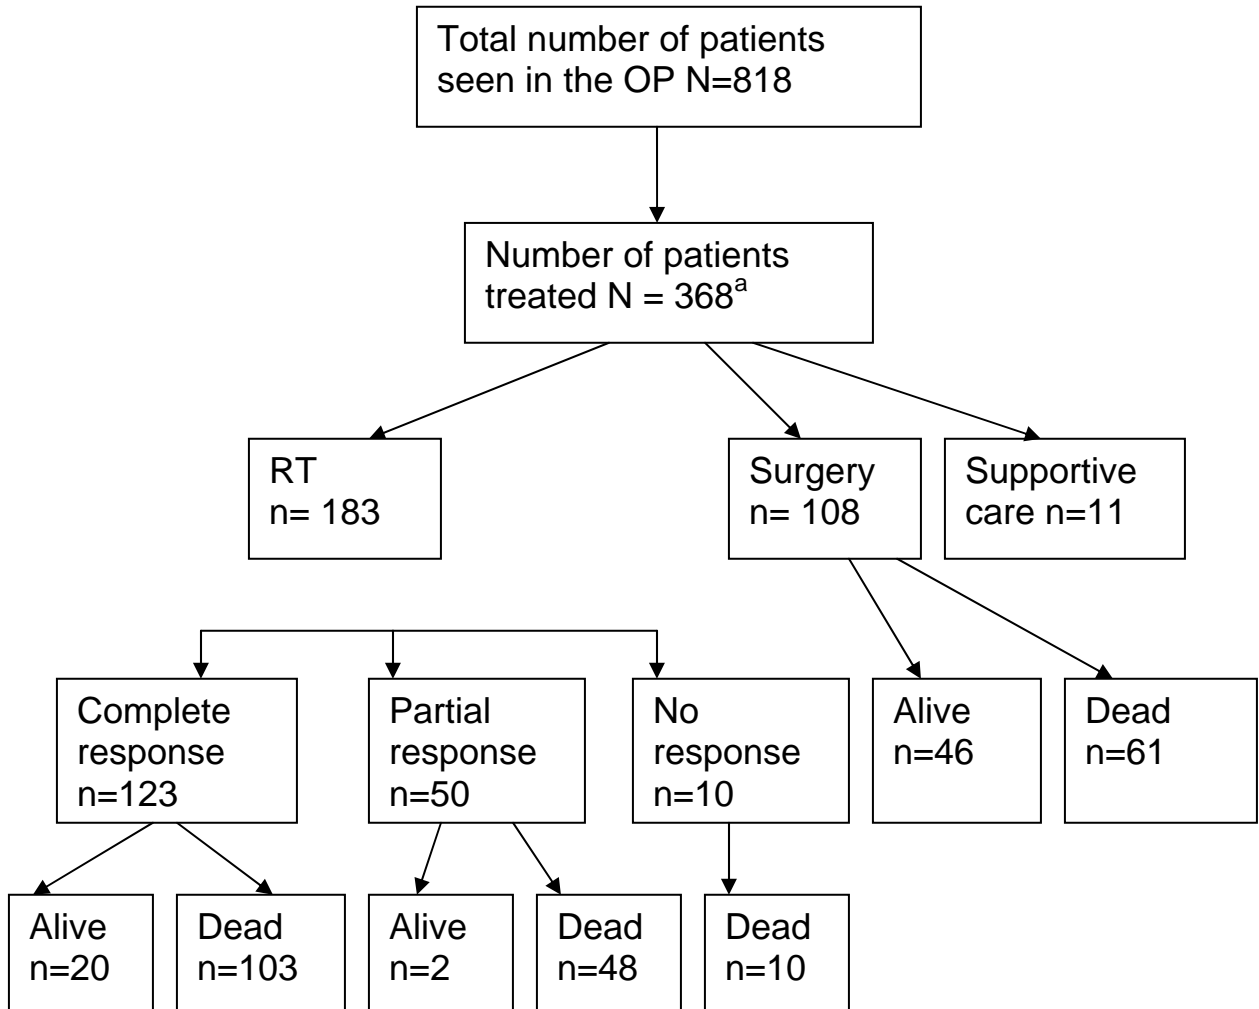 Total number of patients
seen in the OP N=818
Number of patients
treated N = 368a
RT
n= 183
Surgery
n= 108
Supportive
care n=11
Complete
response
n=123
Partial
response
n=50
No
response
n=10
Alive
n=46
Dead
n=61
Alive
n=20
Dead
n=103
Alive
n=2
Dead
n=48
Dead
n=10